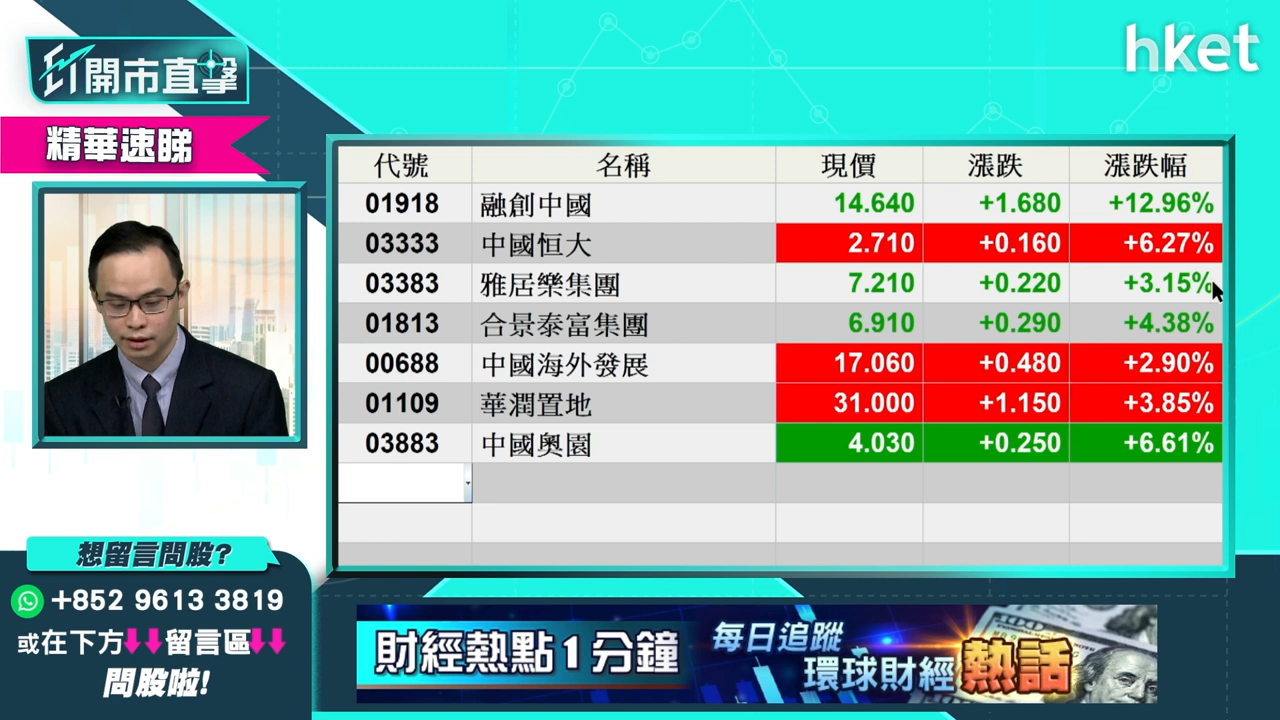 ET開市直擊
hket
精華速睇
代號 名稱 現價 漲跌 漲跌幅
01918 融創中國 14.640 +1.680 +12.96%
03333 中國恒大 2.710 +0.160 +6.27%
03383 雅居樂集團 7.210 +0.220 +3.15%
01813 合景泰富集團 6.910 +0.290 +4.38%
00688 中國海外發展 17.060 +0.480 +2.90%
01109 華潤置地 31.000 +1.150 +3.85%
03883 中國奧園 4.030 +0.250 +6.61%
想留言問股?
+852 9613 3819
或在下方留言區
問股啦!
財經熱點1分鐘
每日追蹤
環球財經熱話
100